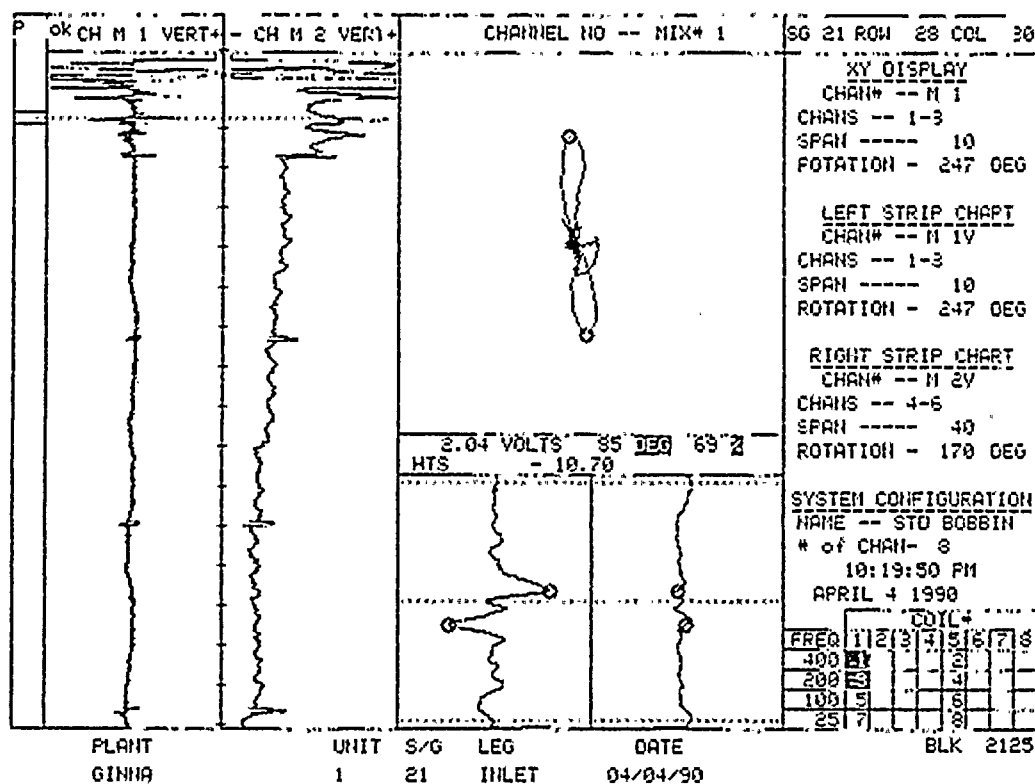 P ok CH M 1 VERT+ - CH M 2 VERT+ CHANNEL NO -- MIX# 1 SG 21 ROW 28 COL 30
XY DISPLAY
CHAN# -- M 1
CHANS -- 1-3
SPAN ----- 10
ROTATION - 247 DEG
LEFT STRIP CHART
CHAN# -- M 1V
CHANS -- 1-3
SPAN ----- 10
ROTATION - 247 DEG
RIGHT STRIP CHART
CHAN# -- M 2V
CHANS -- 4-6
SPAN ----- 40
ROTATION - 170 DEG
2.04 VOLTS 85 DEG 69 %
HTS - 10.70
SYSTEM CONFIGURATION
NAME -- STD BOBBIN
# of CHAN- 8
10:19:50 PM
APRIL 4 1990
COIL#
FREQ 1 2 3 4 5 6 7 8
400 2
200 4
100 5 6
25 7 8
PLANT UNIT S/G LEG DATE BLK 2125
GINNA 1 21 INLET 04/04/90